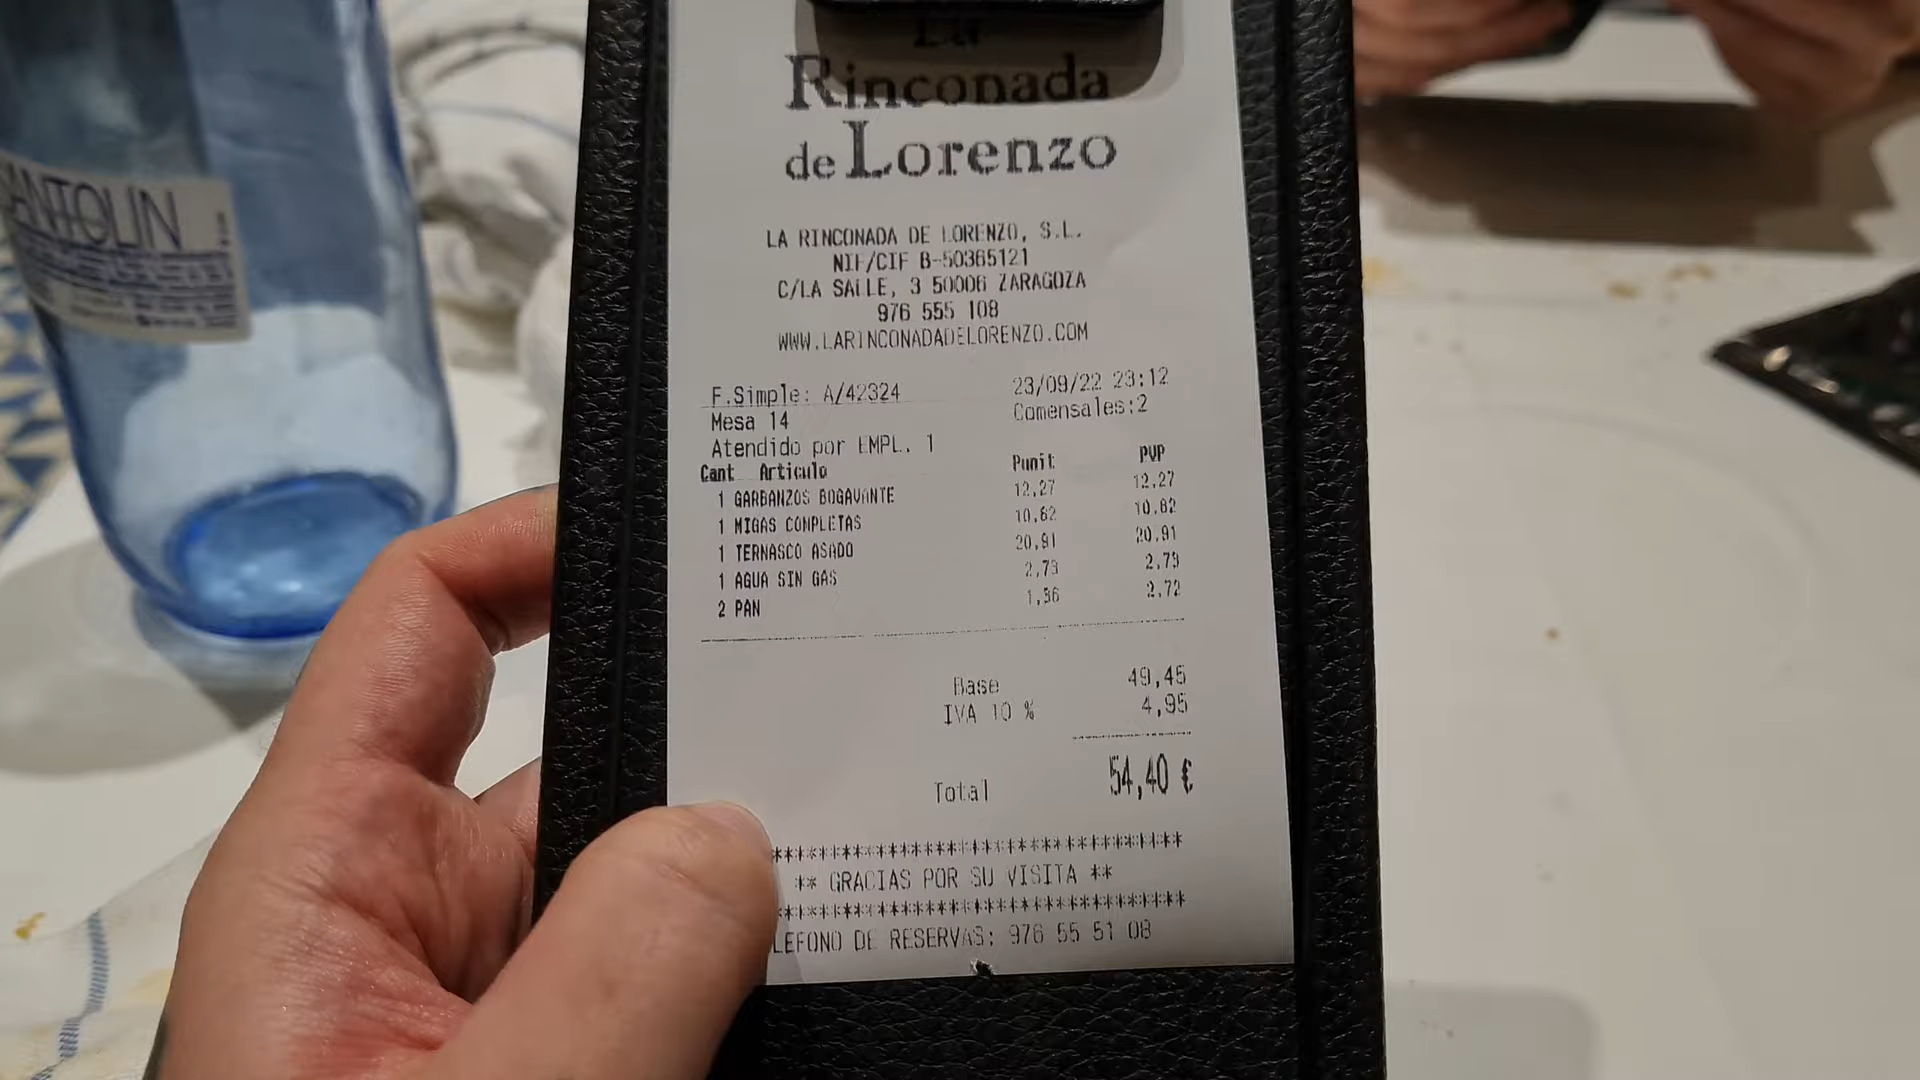 La
Rinconada
de Lorenzo
LA RINCONADA DE LORENZO, S.L.
NIF/CIF B-50365121
C/LA SALLE, 3 50006 ZARAGOZA
976 555 108
WWW.LARINCONADADELORENZO.COM
F.Simple: A/42324 23/09/22 23:12
Mesa 14 Comensales:2
Atendido por EMPL. 1
Cant Articulo Punit PVP
1 GARBANZOS BOGAVANTE 12,27 12,27
1 MIGAS COMPLETAS 10,82 10,82
1 TERNASCO ASADO 20,91 20,91
1 AGUA SIN GAS 2,73 2,73
2 PAN 1,36 2,72
Base 49,45
IVA 10 % 4,95
Total 54,40 €
** GRACIAS POR SU VISITA **
LEFONO DE RESERVAS: 976 55 51 08
ANTOLIN